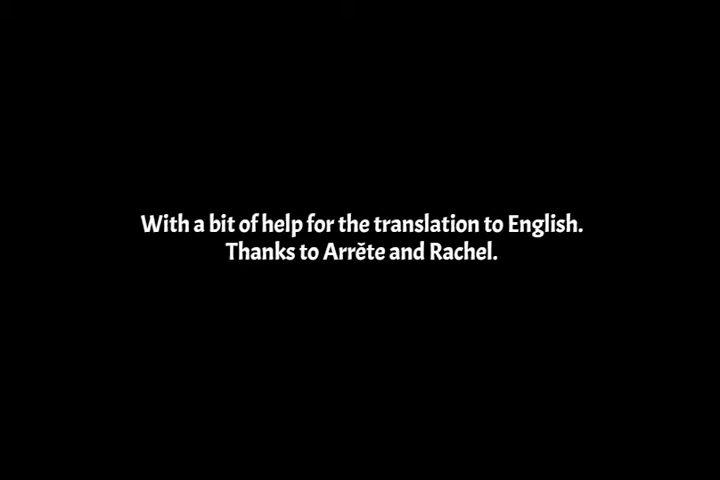 With a bit of help for the translation to English.
Thanks to Arrěte and Rachel.